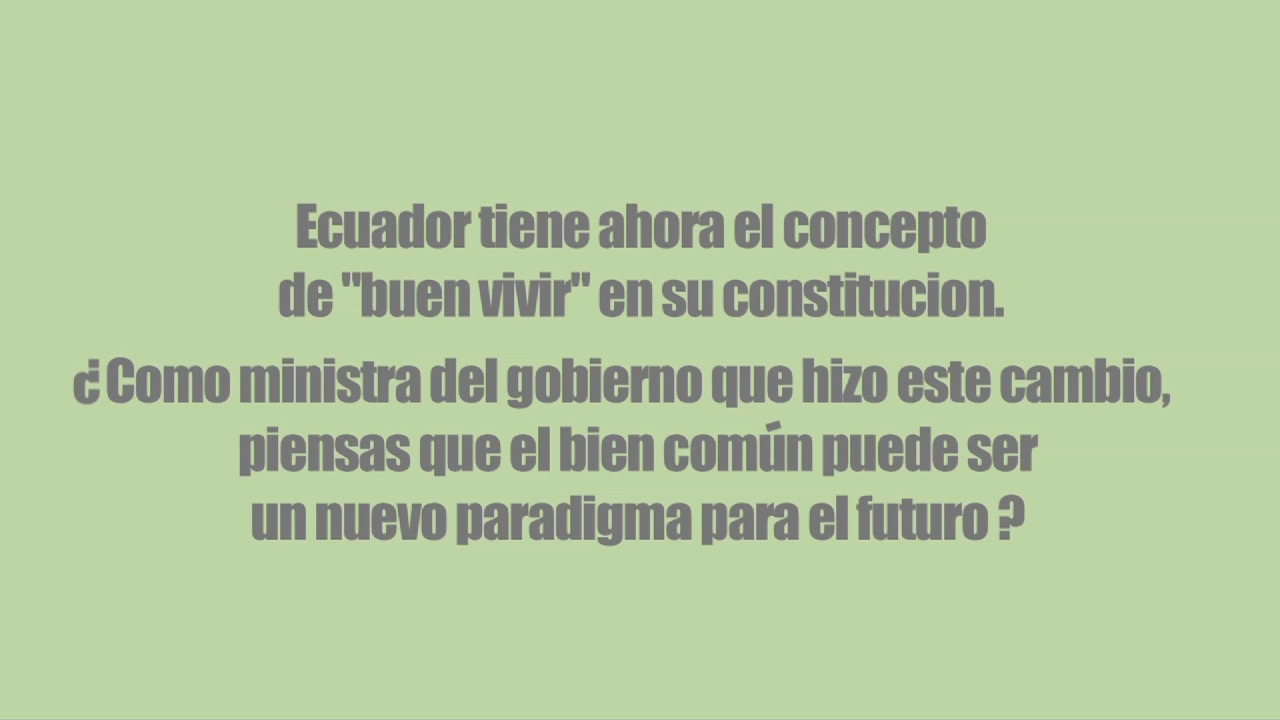 Ecuador tiene ahora el concepto
de "buen vivir" en su constitucion.
¿Como ministra del gobierno que hizo este cambio,
piensas que el bien común puede ser
un nuevo paradigma para el futuro ?